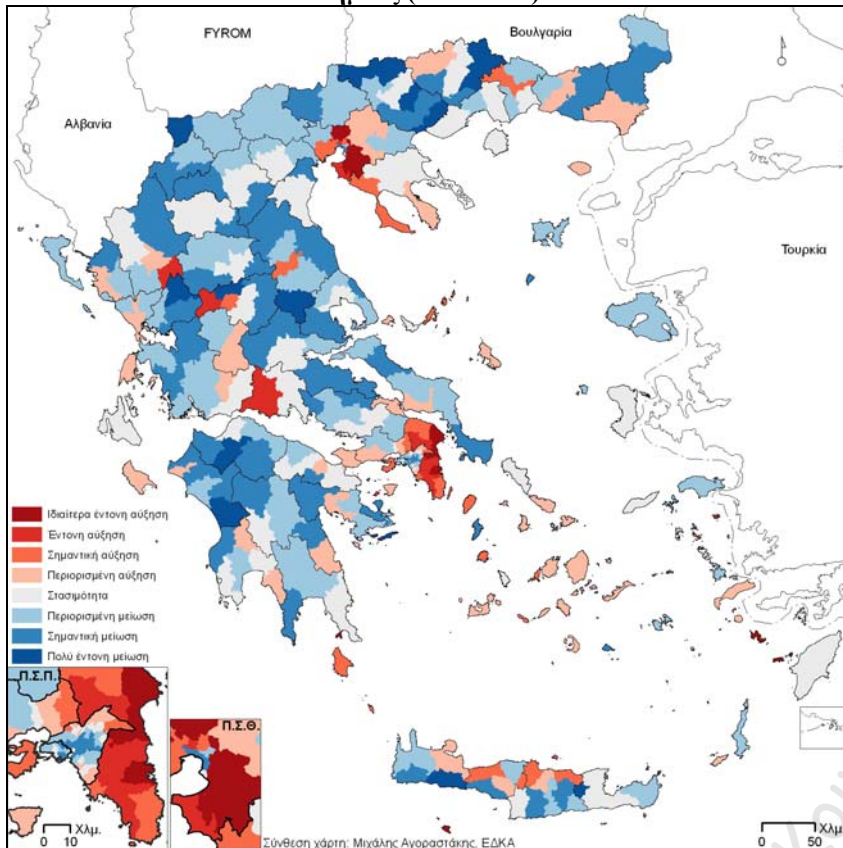 FYROM
Βουλγαρία
Αλβανία
Τουρκία
Ιδιαίτερα έντονη αύξηση
Έντονη αύξηση
Σημαντική αύξηση
Περιορισμένη αύξηση
Στασιμότητα
Περιορισμένη μείωση
Σημαντική μείωση
Πολύ έντονη μείωση
Π.Σ.Π.
Π.Σ.Θ.
Χλμ.
0 10
Σύνθεση χάρτη: Μιχάλης Αγοραστάκης, ΕΔΚΑ
Χλμ.
0 50